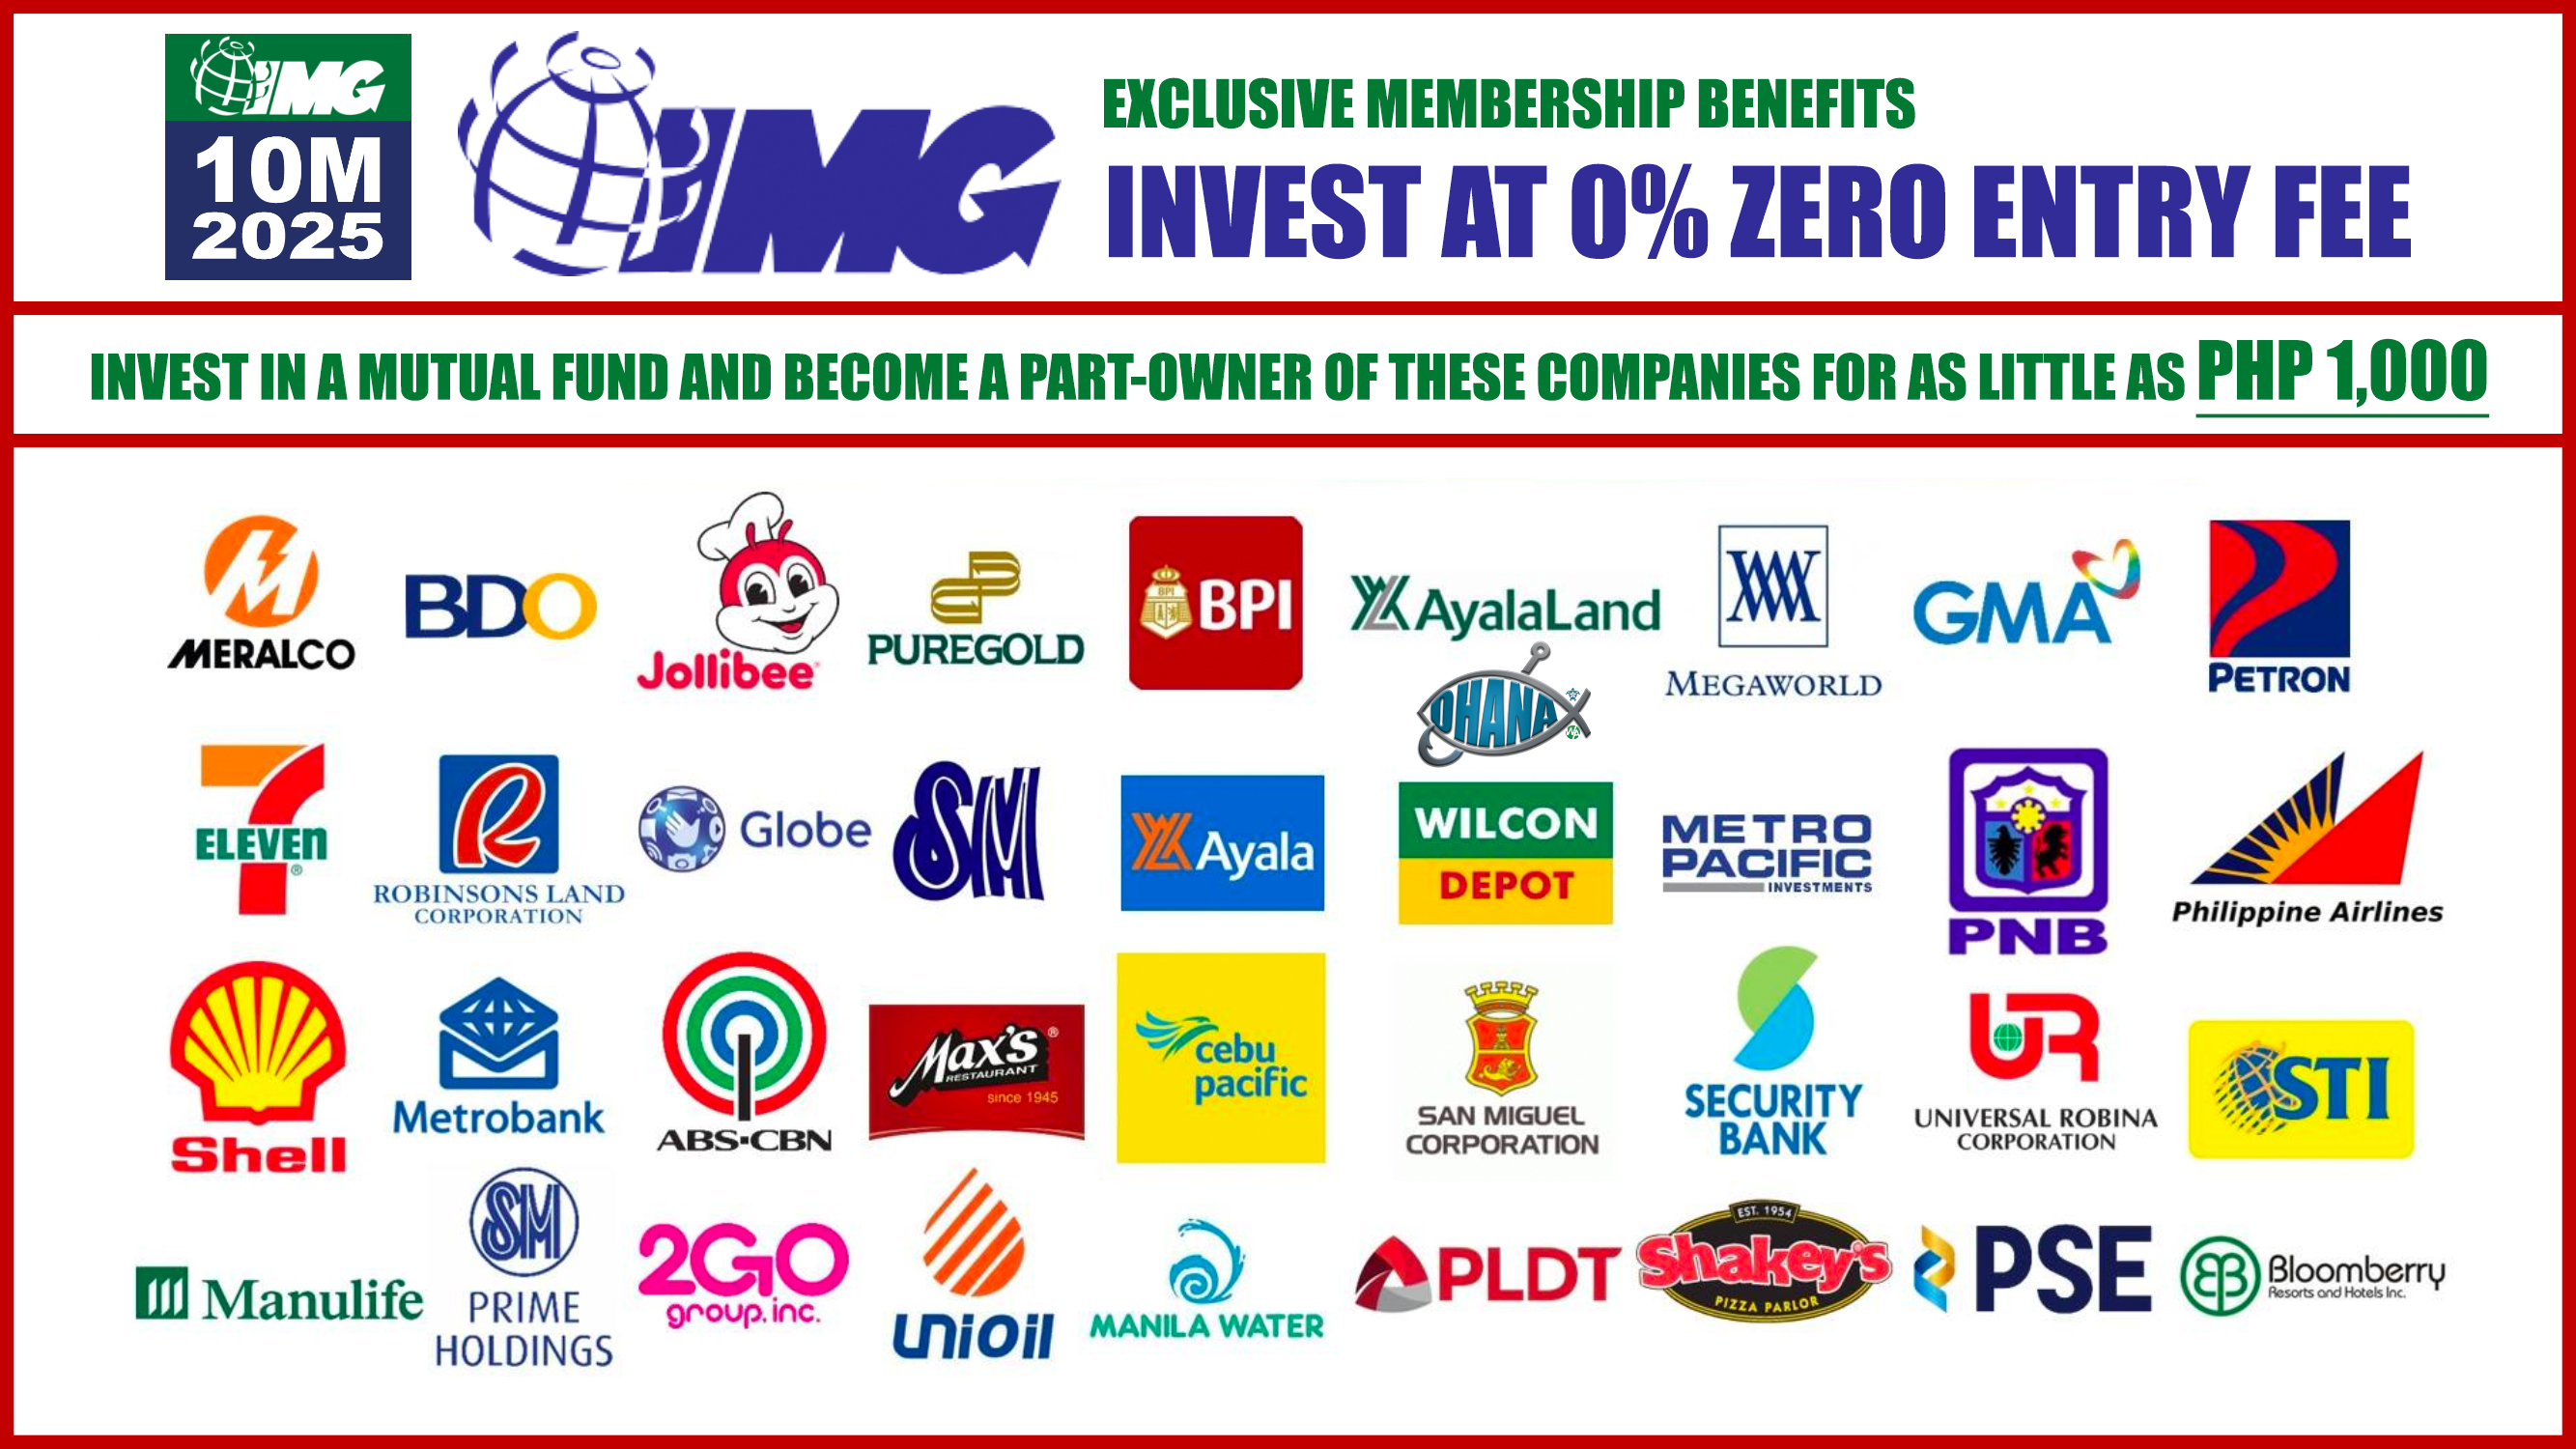 IMG
10M
2025
IMG
EXCLUSIVE MEMBERSHIP BENEFITS
INVEST AT 0% ZERO ENTRY FEE
INVEST IN A MUTUAL FUND AND BECOME A PART-OWNER OF THESE COMPANIES FOR AS LITTLE AS PHP 1,000
MERALCO
BDO
Jollibee
PUREGOLD
BPI
BPI
AyalaLand
MEGAWORLD
GMA
PETRON
OHANA
7
ELEVEn
®
R
ROBINSONS LAND
CORPORATION
Globe
SM
Ayala
WILCON
DEPOT
METRO
PACIFIC
INVESTMENTS
PNB
Philippine Airlines
Shell
Metrobank
ABS-CBN
Max's ®
RESTAURANT
since 1945
cebu
pacific
SAN MIGUEL
CORPORATION
SECURITY
BANK
UR
UNIVERSAL ROBINA
CORPORATION
STI
Manulife
SM
PRIME
HOLDINGS
2GO
group. inc.
unioil
MANILA WATER
PLDT
EST. 1954
Shakey's
PIZZA PARLOR
PSE
Bloomberry
Resorts and Hotels Inc.